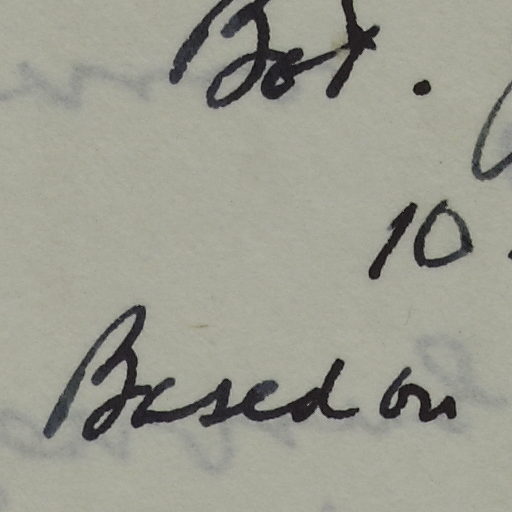 Bot.
10.
Based on